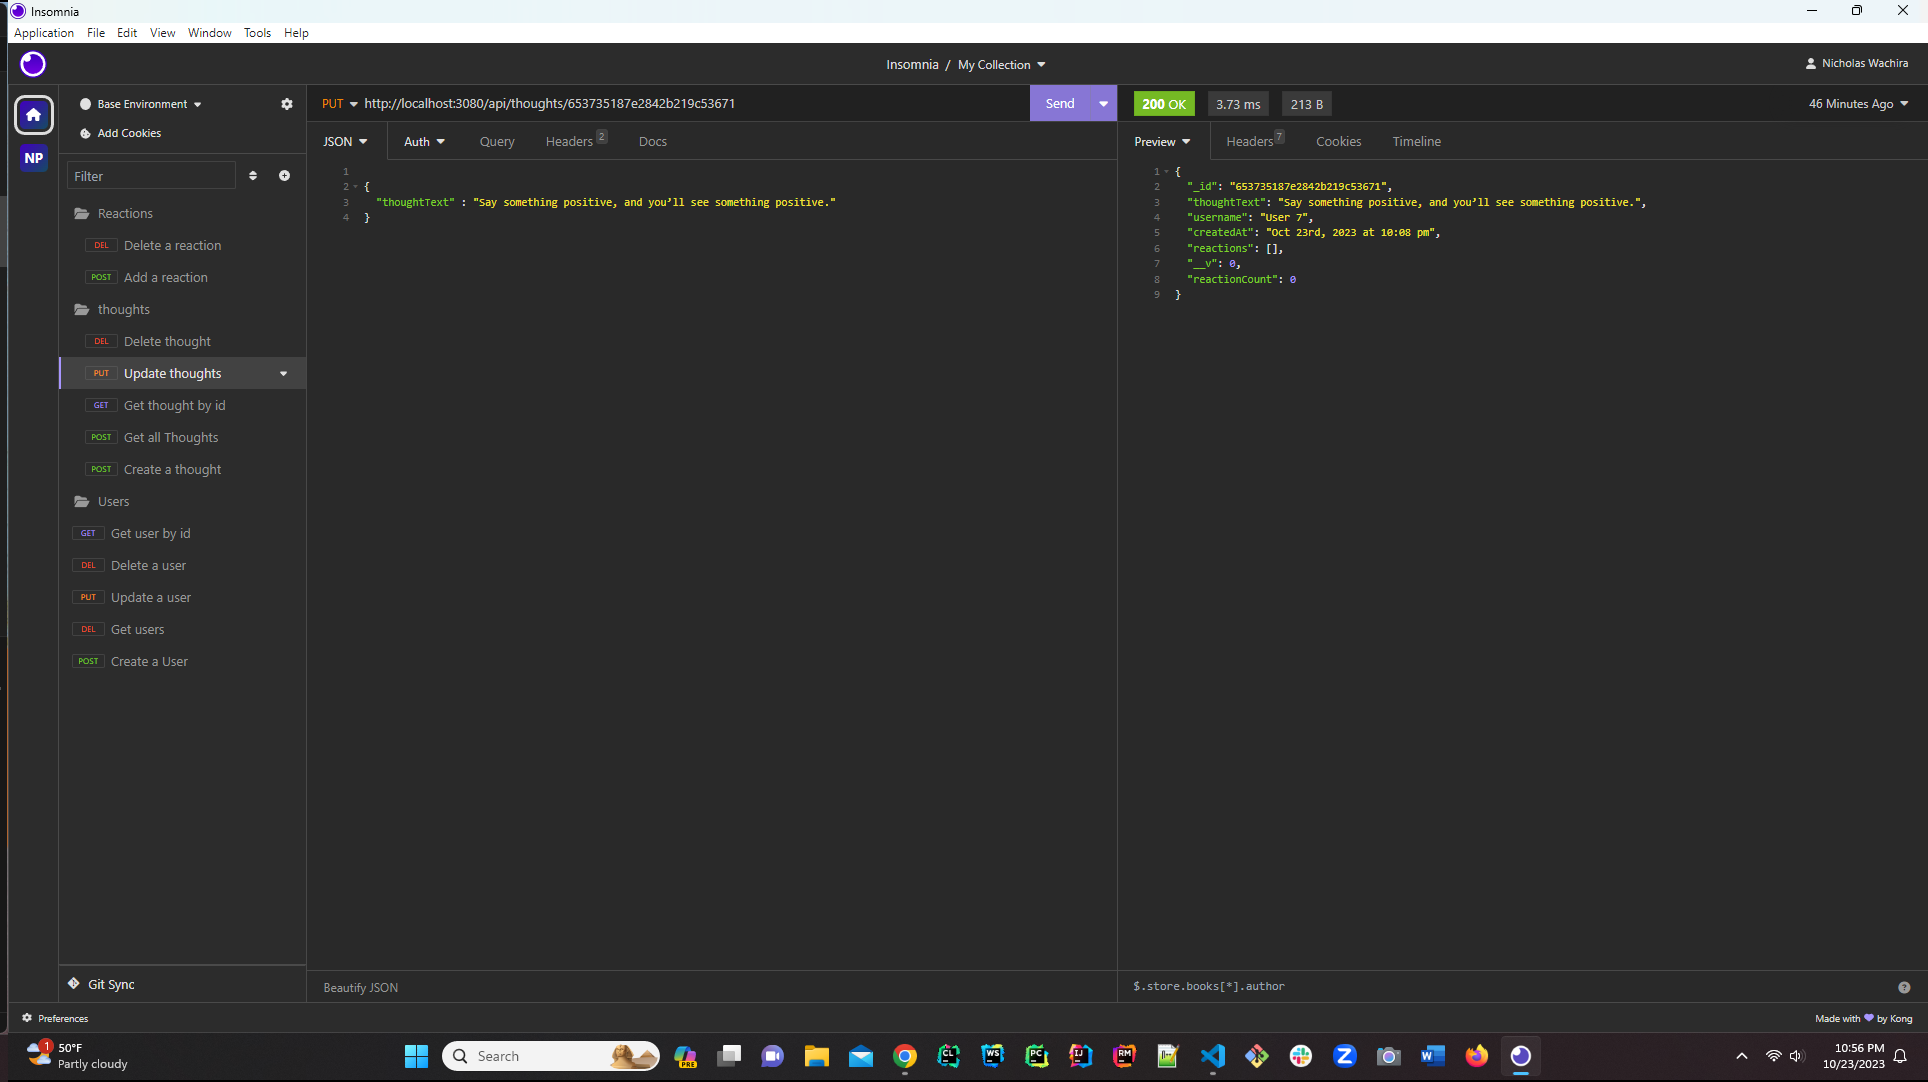 Insomnia
Application File Edit View Window Tools Help
Insomnia / My Collection
Nicholas Wachira
Base Environment
Add Cookies
NP
Filter
Reactions
DEL Delete a reaction
POST Add a reaction
thoughts
DEL Delete thought
PUT Update thoughts
GET Get thought by id
POST Get all Thoughts
POST Create a thought
Users
GET Get user by id
DEL Delete a user
PUT Update a user
DEL Get users
POST Create a User
Git Sync
PUT http://localhost:3080/api/thoughts/653735187e2842b219c53671 Send
JSON Auth Query Headers 2 Docs
1
2 {
3 "thoughtText" : "Say something positive, and you’ll see something positive."
4 }
Beautify JSON
200 OK 3.73 ms 213 B 46 Minutes Ago
Preview Headers 7 Cookies Timeline
1 {
2 "_id": "653735187e2842b219c53671",
3 "thoughtText": "Say something positive, and you’ll see something positive.",
4 "username": "User 7",
5 "createdAt": "Oct 23rd, 2023 at 10:08 pm",
6 "reactions": [],
7 "__v": 0,
8 "reactionCount": 0
9 }
$.store.books[*].author
?
Preferences
Made with 💜 by Kong
1
50°F
Partly cloudy
Search
PRE
CL
WS
PC
IJ
RM
Z
W
10:56 PM
10/23/2023